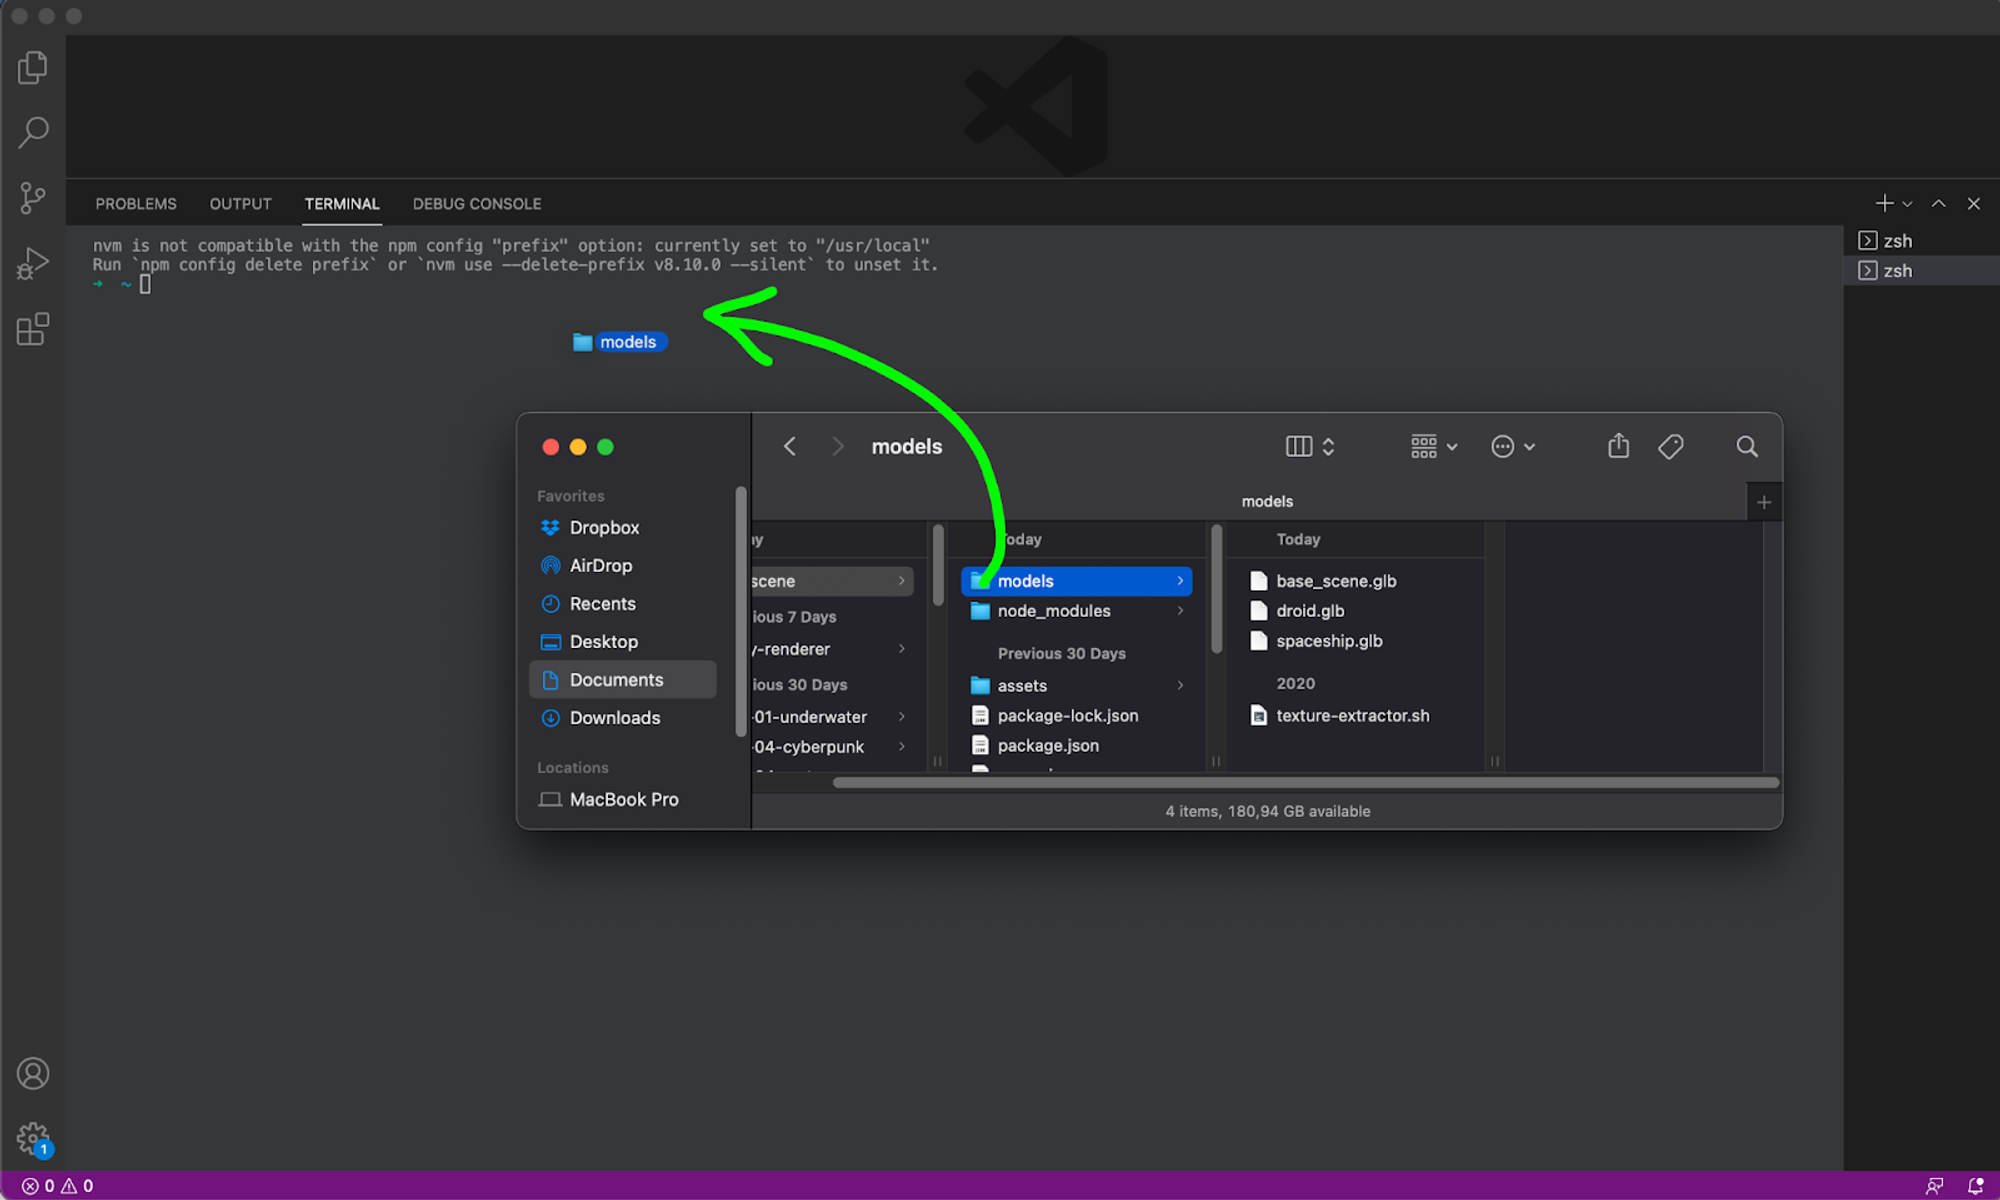 PROBLEMS OUTPUT TERMINAL DEBUG CONSOLE
nvm is not compatible with the npm config "prefix" option: currently set to "/usr/local"
Run `npm config delete prefix` or `nvm use --delete-prefix v8.10.0 --silent` to unset it.
➜ ~
zsh
zsh
models
models
models
Favorites
Dropbox
AirDrop
Recents
Desktop
Documents
Downloads
Locations
MacBook Pro
y
scene
ious 7 Days
y-renderer
ious 30 Days
-01-underwater
-04-cyberpunk
oday
models
node_modules
Previous 30 Days
assets
package-lock.json
package.json
Today
base_scene.glb
droid.glb
spaceship.glb
2020
texture-extractor.sh
4 items, 180,94 GB available
1
0 0